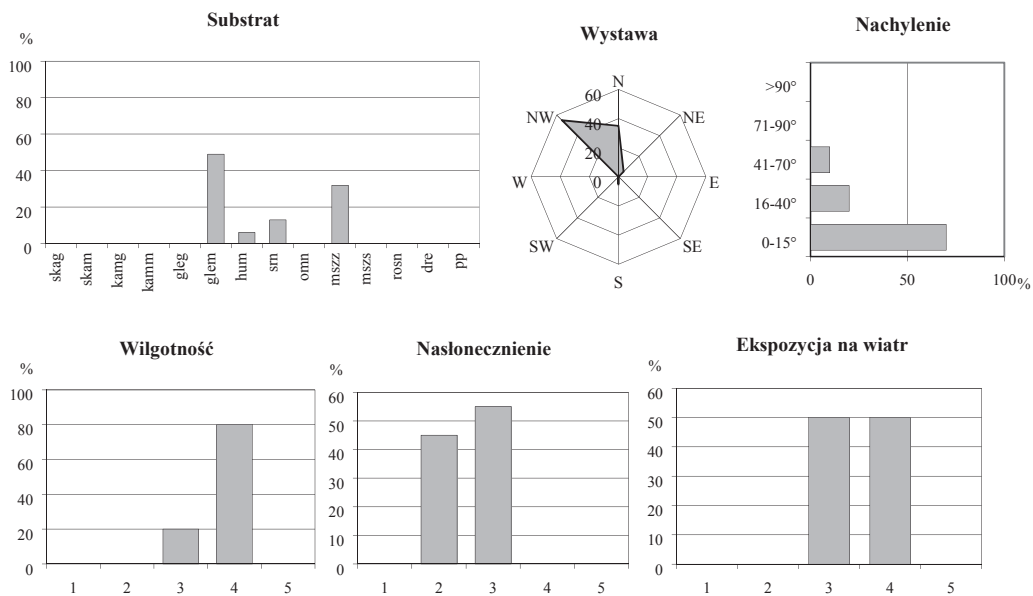 Substrat
%
100
80
60
40
20
0
skag
skam
kamg
kamm
gleg
glem
hum
srn
omn
mszz
mszs
rosn
dre
pp
Wystawa
N
NE
E
SE
S
SW
W
NW
60
40
20
0
Nachylenie
>90°
71-90°
41-70°
16-40°
0-15°
0
50
100%
Wilgotność
%
100
80
60
40
20
0
1
2
3
4
5
Nasłonecznienie
%
60
50
40
30
20
10
0
1
2
3
4
5
Ekspozycja na wiatr
%
60
50
40
30
20
10
0
1
2
3
4
5